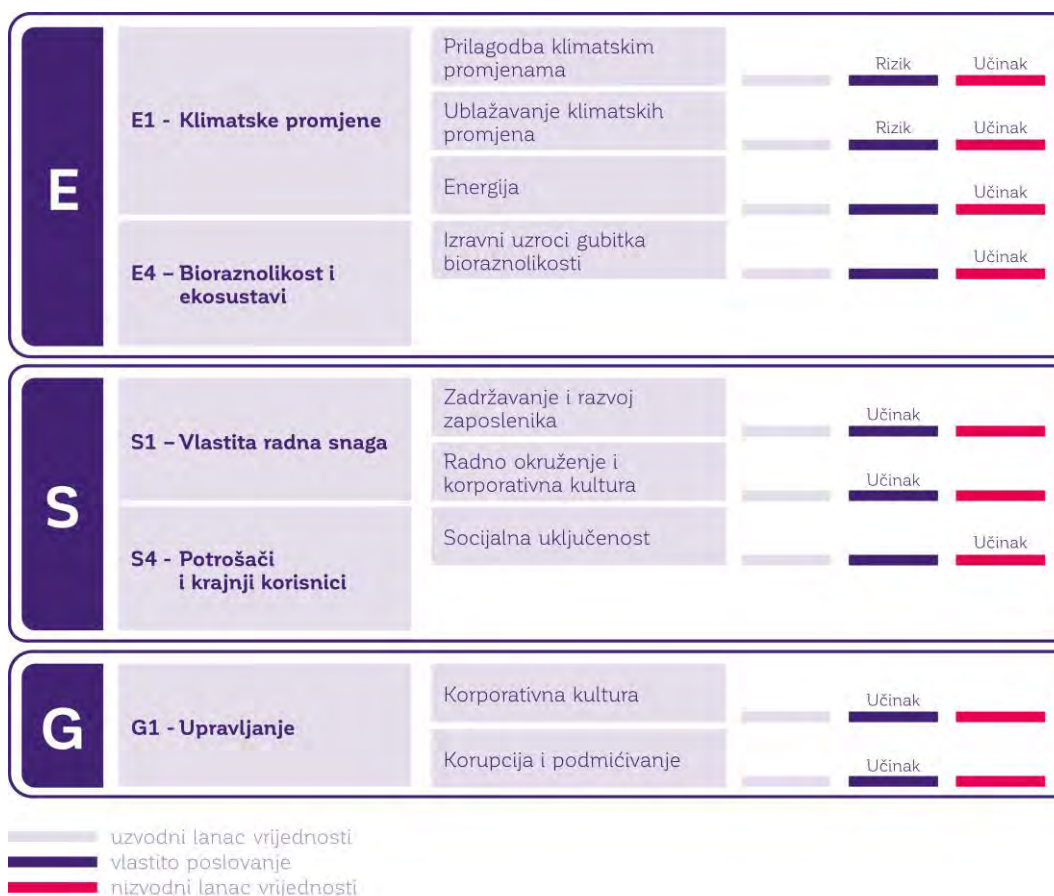 E
E1 - Klimatske promjene
Prilagodba klimatskim
promjenama
Rizik
Učinak
Ublažavanje klimatskih
promjena
Rizik
Učinak
Energija
Učinak
E4 – Bioraznolikost i
ekosustavi
Izravni uzroci gubitka
bioraznolikosti
Učinak
S
S1 – Vlastita radna snaga
Zadržavanje i razvoj
zaposlenika
Učinak
Radno okruženje i
korporativna kultura
Učinak
S4 - Potrošači
i krajnji korisnici
Socijalna uključenost
Učinak
G
G1 - Upravljanje
Korporativna kultura
Učinak
Korupcija i podmićivanje
Učinak
uzvodni lanac vrijednosti
vlastito poslovanje
nizvodni lanac vrijednosti